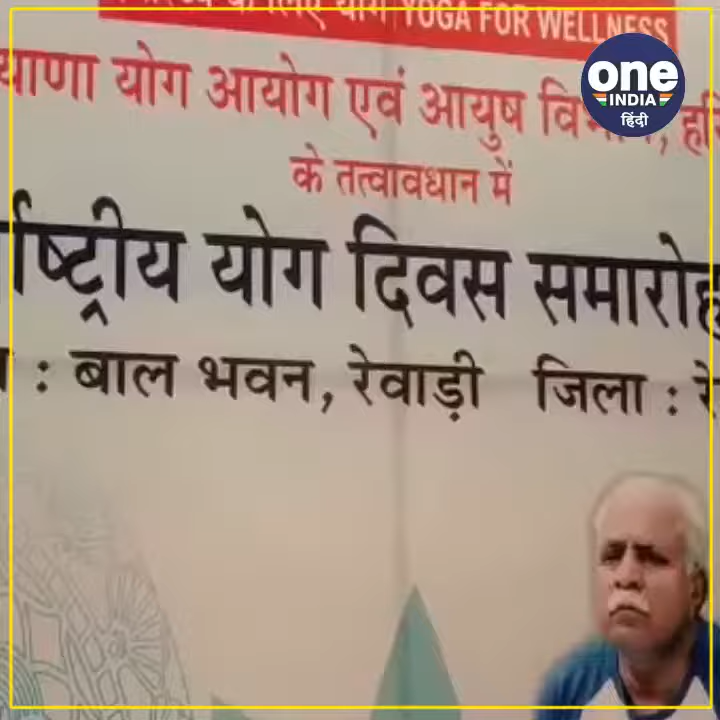 के लिए योग YOGA FOR WELLNESS
योग आयोग एवं आयुष
के तत्वावधान में
योग दिवस समारोह
: बाल भवन, रेवाड़ी जिला :
one
INDIA
हिंदी